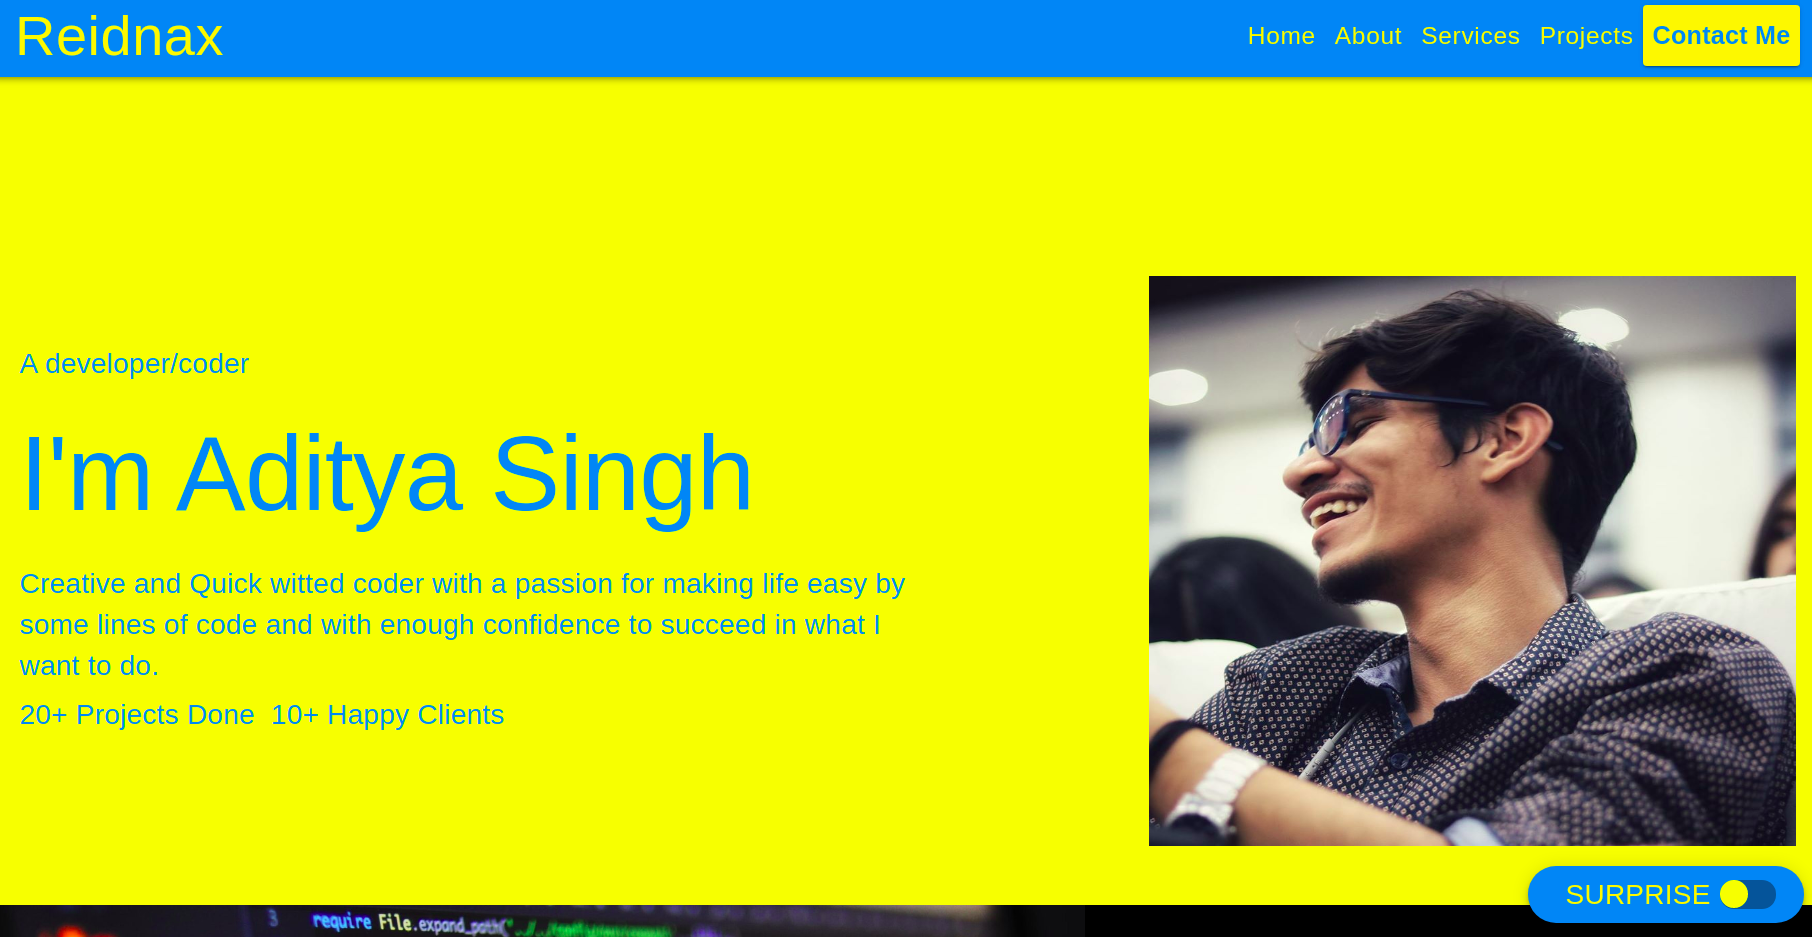 Reidnax
Home About Services Projects Contact Me
A developer/coder
I'm Aditya Singh
Creative and Quick witted coder with a passion for making life easy by
some lines of code and with enough confidence to succeed in what I
want to do.
20+ Projects Done 10+ Happy Clients
SURPRISE
3 require File.expand_path(